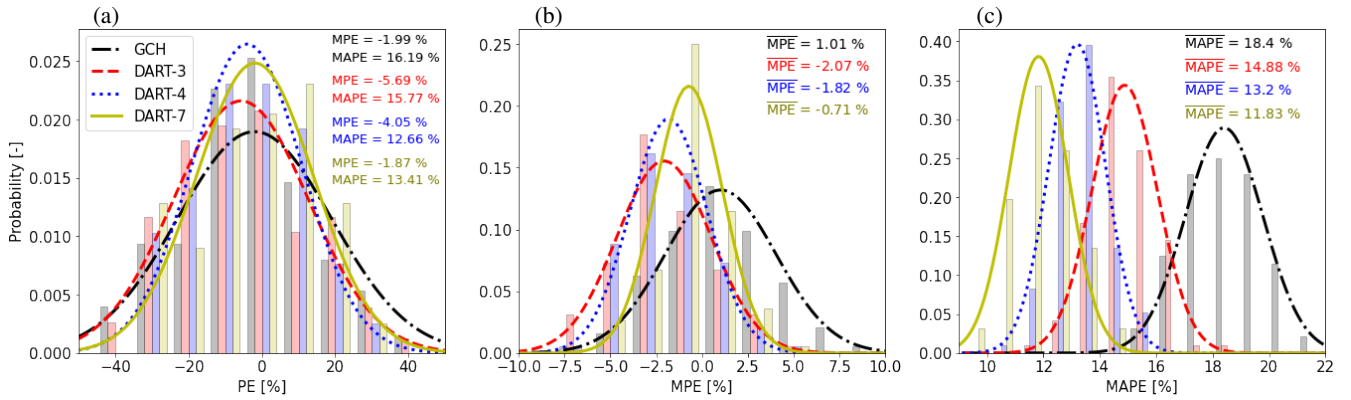 (a)
(b)
(c)
Probability [-]
0.025
0.020
0.015
0.010
0.005
0.000
GCH
DART-3
DART-4
DART-7
MPE = -1.99 %
MAPE = 16.19 %
MPE = -5.69 %
MAPE = 15.77 %
MPE = -4.05 %
MAPE = 12.66 %
MPE = -1.87 %
MAPE = 13.41 %
−40 −20 0 20 40
PE [%]
0.25
0.20
0.15
0.10
0.05
0.00
MPE = 1.01 %
MPE = -2.07 %
MPE = -1.82 %
MPE = -0.71 %
−10.0 −7.5 −5.0 −2.5 0.0 2.5 5.0 7.5 10.0
MPE [%]
0.40
0.35
0.30
0.25
0.20
0.15
0.10
0.05
0.00
MAPE = 18.4 %
MAPE = 14.88 %
MAPE = 13.2 %
MAPE = 11.83 %
10 12 14 16 18 20 22
MAPE [%]